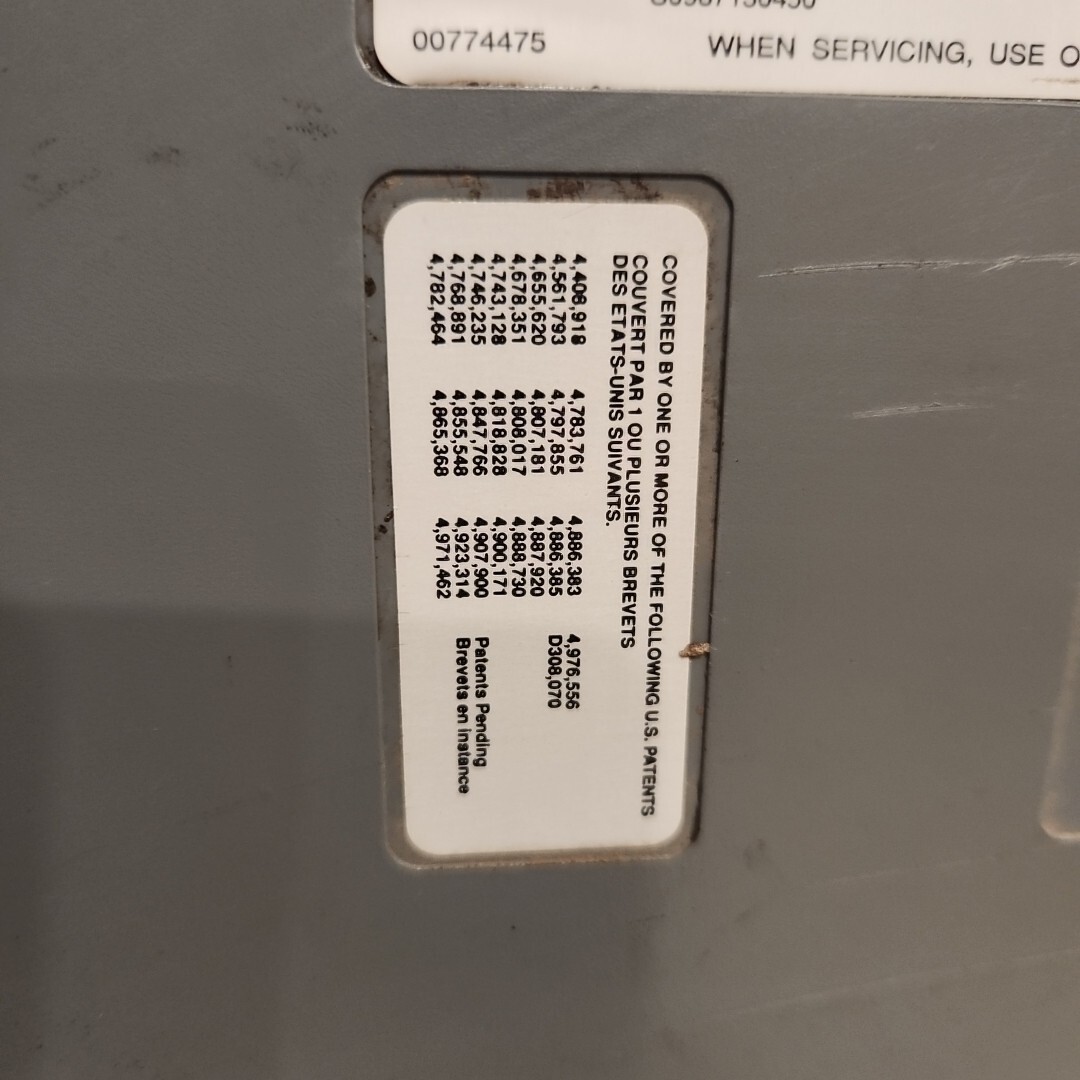 00774475
WHEN SERVICING, USE
COVERED BY ONE OR MORE OF THE FOLLOWING U.S. PATENTS
COUVERT PAR 1 OU PLUSIEURS BREVETS
DES ETATS-UNIS SUIVANTS.
4,408,918 4,783,761 4,886,383 4,976,556
4,561,793 4,797,855 4,886,385 D308,070
4,655,620 4,807,181 4,887,920
4,678,351 4,808,017 4,888,730
4,743,128 4,818,828 4,900,171
4,746,235 4,847,766 4,907,900 Patents Pending
4,768,891 4,855,548 4,923,314 Brevets en instance
4,782,464 4,865,368 4,971,462